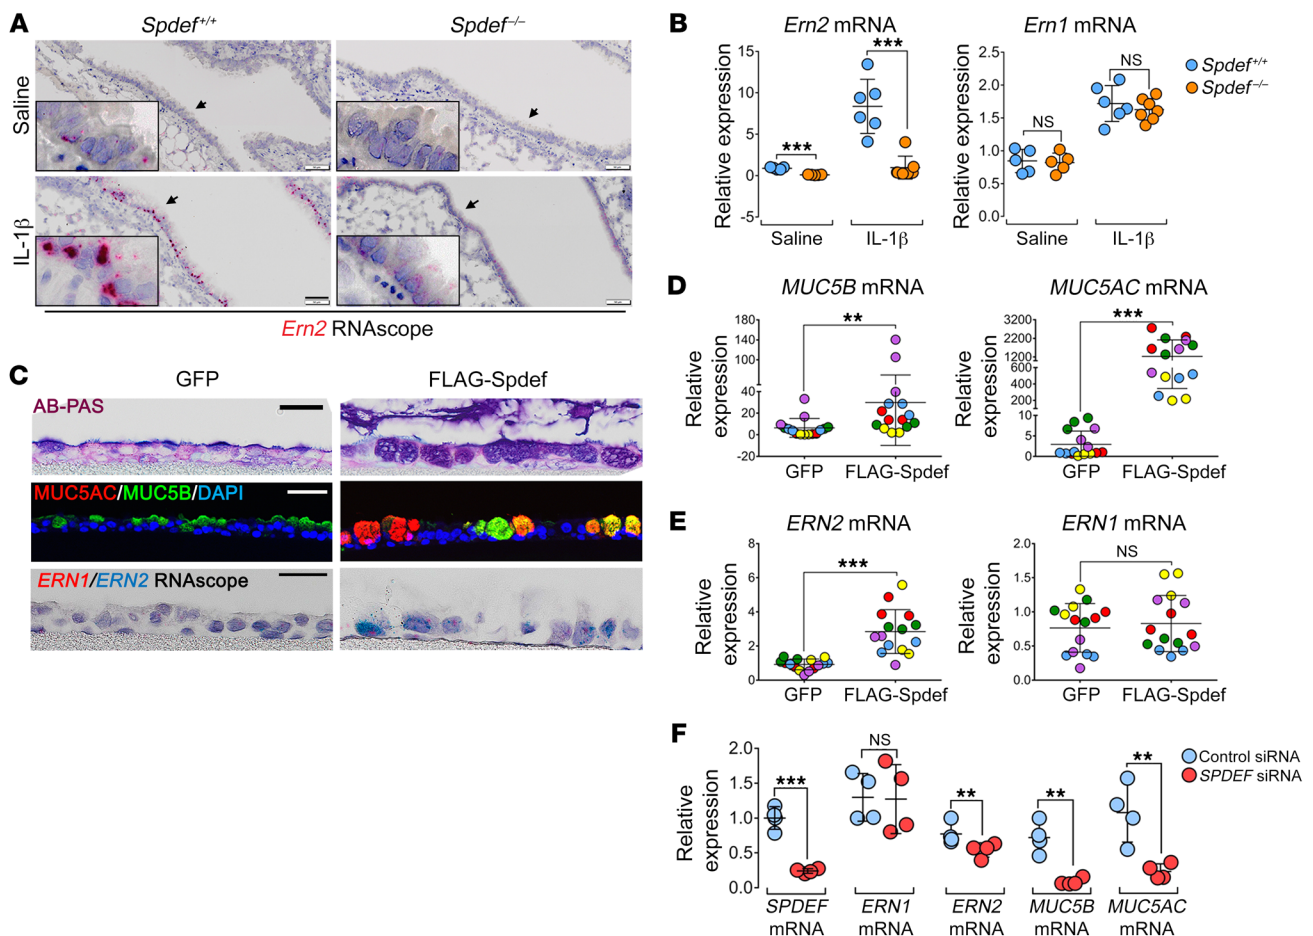 A
Spdef+/+
Spdef−/−
Saline
IL-1β
Ern2 RNAscope
B
Ern2 mRNA
Relative expression
15
10
5
0
-5
***
***
Saline
IL-1β
Ern1 mRNA
Relative expression
2.5
2.0
1.5
1.0
0.5
0.0
NS
NS
Saline
IL-1β
Spdef+/+
Spdef−/−
C
GFP
FLAG-Spdef
AB-PAS
MUC5AC/MUC5B/DAPI
ERN1/ERN2 RNAscope
D
MUC5B mRNA
Relative
expression
180
140
100
40
20
0
-20
**
GFP
FLAG-Spdef
MUC5AC mRNA
Relative
expression
3200
2200
1200
600
400
200
10
5
0
***
GFP
FLAG-Spdef
E
ERN2 mRNA
Relative
expression
8
6
4
2
0
***
GFP
FLAG-Spdef
ERN1 mRNA
Relative
expression
2.0
1.5
1.0
0.5
0.0
NS
GFP
FLAG-Spdef
F
Relative
expression
2.0
1.5
1.0
0.5
0.0
***
NS
**
**
**
SPDEF
mRNA
ERN1
mRNA
ERN2
mRNA
MUC5B
mRNA
MUC5AC
mRNA
Control siRNA
SPDEF siRNA